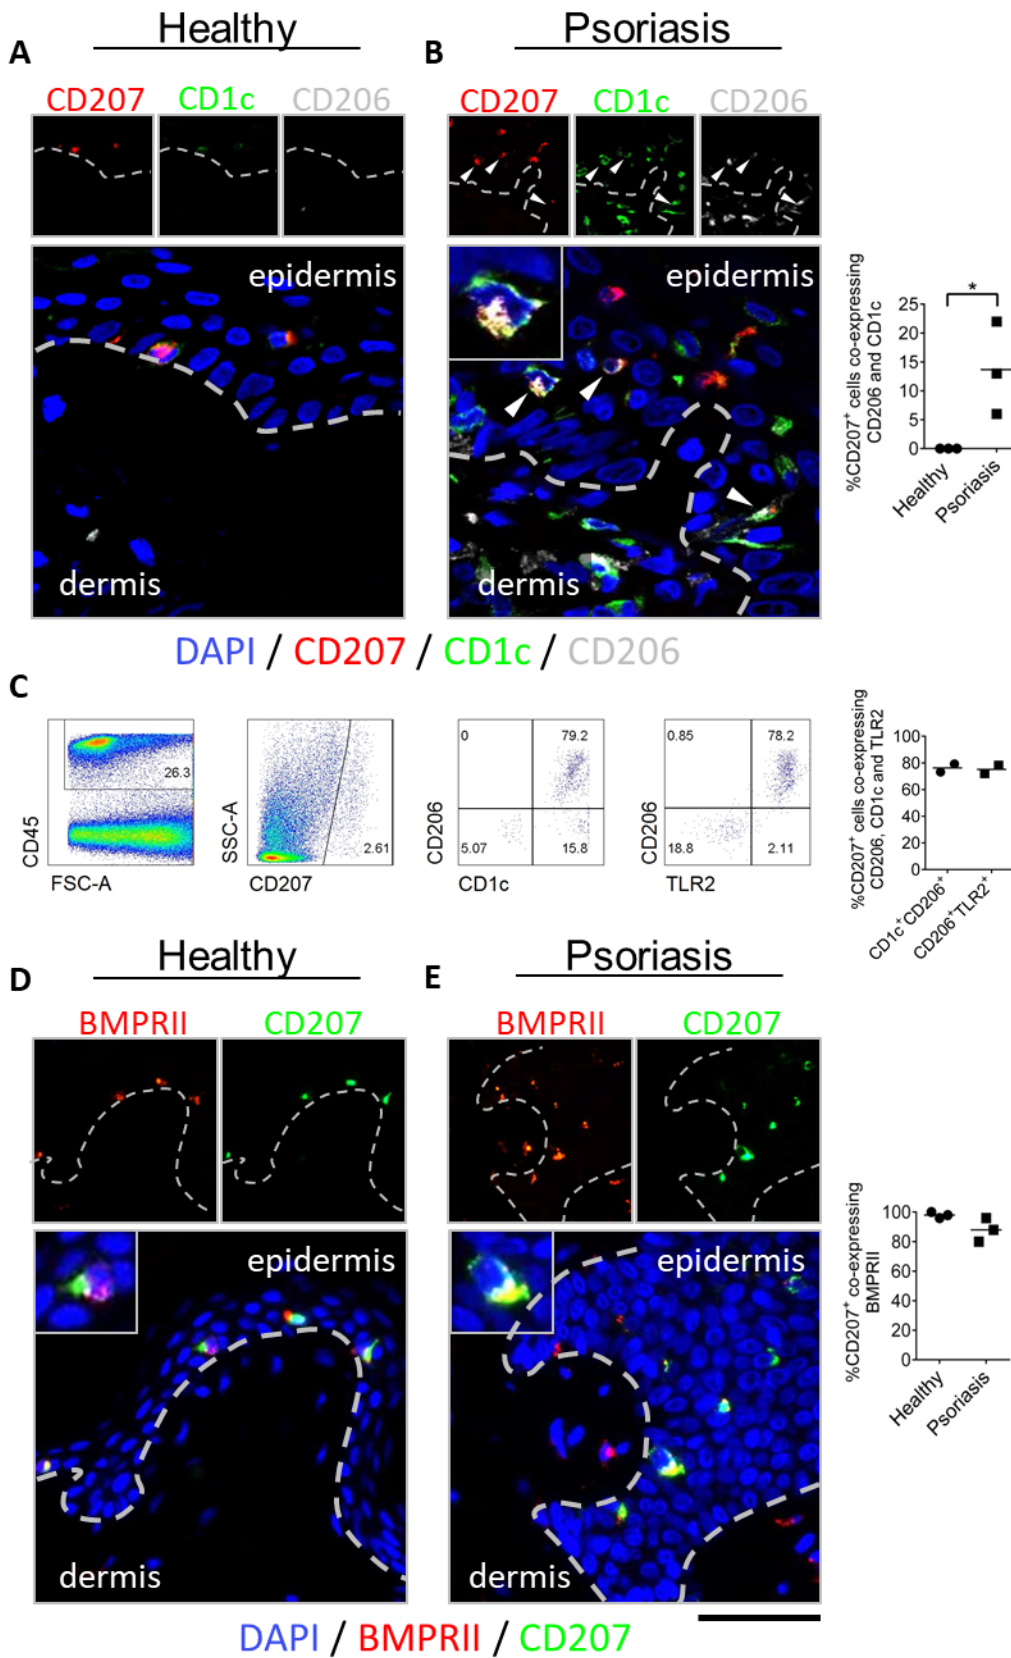 Healthy
Psoriasis
A
B
CD207 CD1c CD206
CD207 CD1c CD206
epidermis
dermis
epidermis
dermis
%CD207⁺ cells co-expressing
CD206 and CD1c
25
20
15
10
5
0
*
Healthy
Psoriasis
DAPI / CD207 / CD1c / CD206
C
CD45
26.3
FSC-A
SSC-A
2.61
CD207
CD206
0
79.2
5.07
15.8
CD1c
CD206
0.85
78.2
18.8
2.11
TLR2
%CD207⁺ cells co-expressing
CD206, CD1c and TLR2
100
80
60
40
20
0
CD1c⁺CD206⁺
CD206⁺TLR2⁺
Healthy
Psoriasis
D
E
BMPRII CD207
BMPRII CD207
epidermis
dermis
epidermis
dermis
%CD207⁺ co-expressing
BMPRII
100
80
60
40
20
0
Healthy
Psoriasis
DAPI / BMPRII / CD207